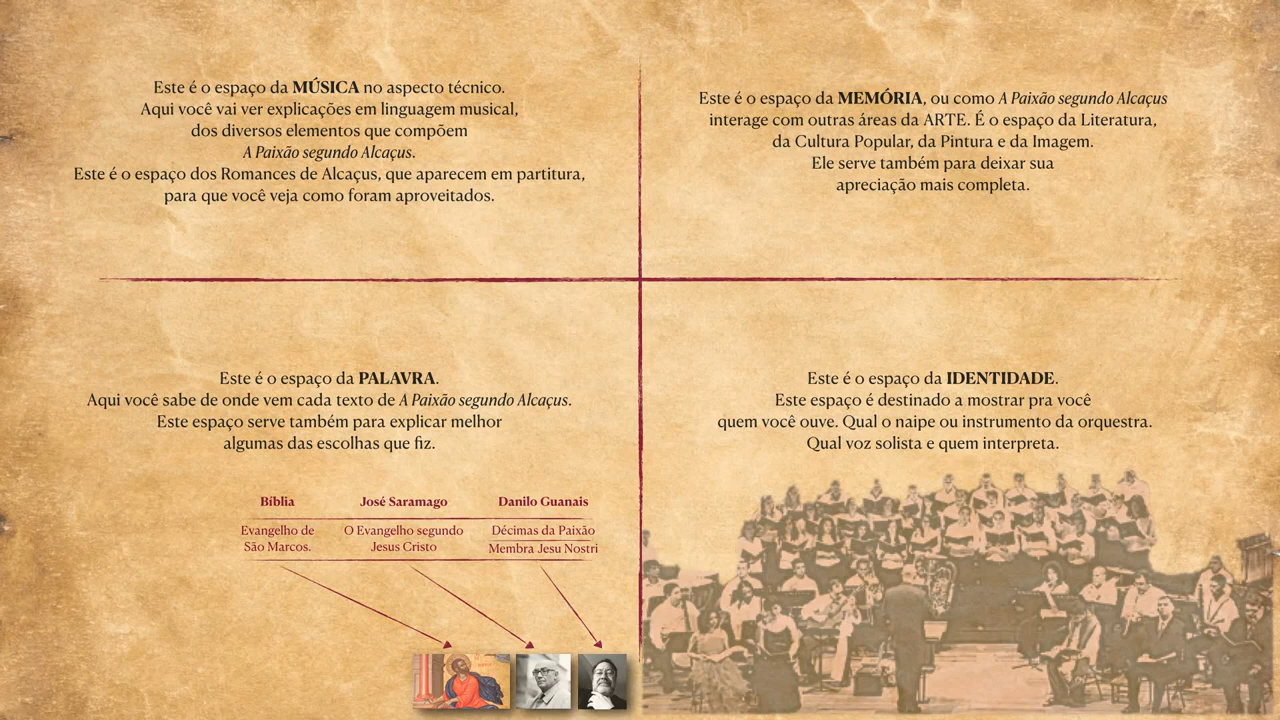 Este é o espaço da MÚSICA no aspecto técnico.
Aqui você vai ver explicações em linguagem musical,
dos diversos elementos que compõem
A Paixão segundo Alcaçus.
Este é o espaço dos Romances de Alcaçus, que aparecem em partitura,
para que você veja como foram aproveitados.
Este é o espaço da MEMÓRIA, ou como A Paixão segundo Alcaçus
interage com outras áreas da ARTE. É o espaço da Literatura,
da Cultura Popular, da Pintura e da Imagem.
Ele serve também para deixar sua
apreciação mais completa.
Este é o espaço da PALAVRA.
Aqui você sabe de onde vem cada texto de A Paixão segundo Alcaçus.
Este espaço serve também para explicar melhor
algumas das escolhas que fiz.
Bíblia
Evangelho de
São Marcos.
José Saramago
O Evangelho segundo
Jesus Cristo
Danilo Guanais
Décimas da Paixão
Membra Jesu Nostri
Este é o espaço da IDENTIDADE.
Este espaço é destinado a mostrar pra você
quem você ouve. Qual o naipe ou instrumento da orquestra.
Qual voz solista e quem interpreta.